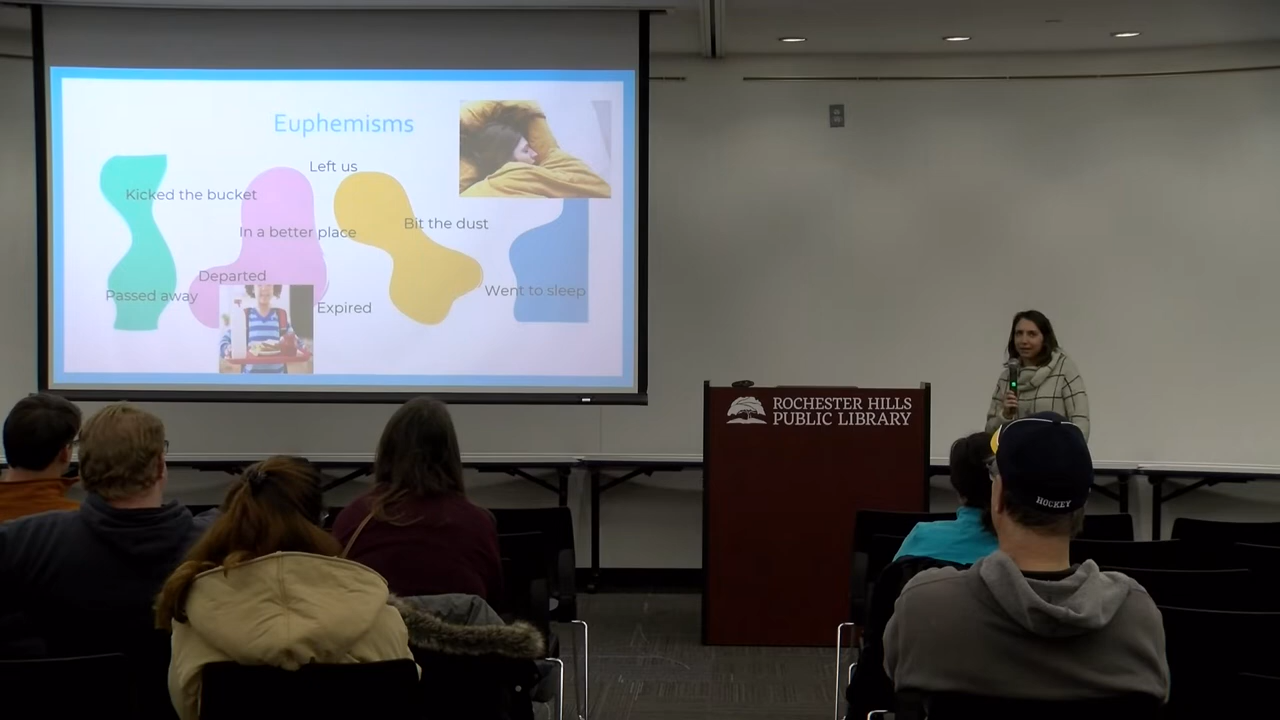 Euphemisms
Left us
Kicked the bucket
Bit the dust
In a better place
Departed
Passed away
Went to sleep
Expired
ROCHESTER HILLS
PUBLIC LIBRARY
HOCKEY